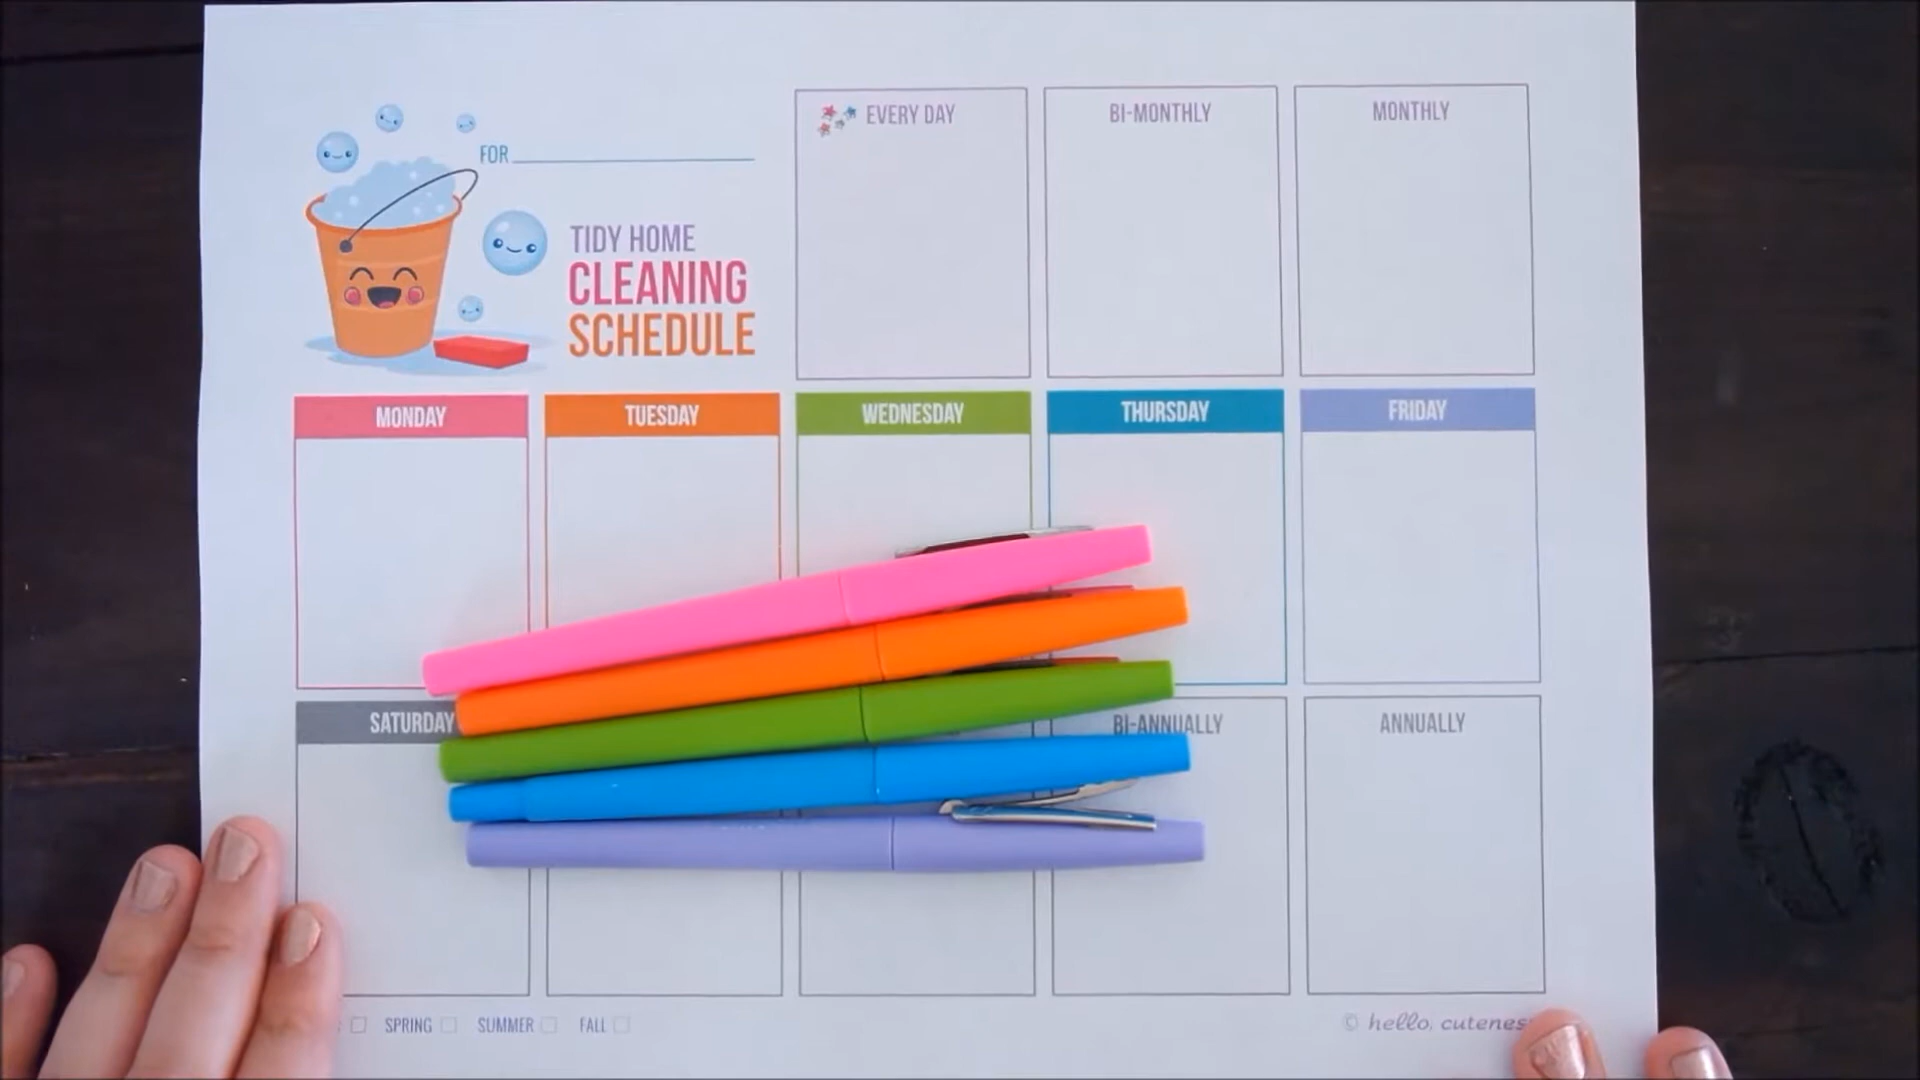 FOR
TIDY HOME
CLEANING
SCHEDULE
EVERY DAY
BI-MONTHLY
MONTHLY
MONDAY
TUESDAY
WEDNESDAY
THURSDAY
FRIDAY
SATURDAY
BI-ANNUALLY
ANNUALLY
SPRING
SUMMER
FALL
© hello, cuteness